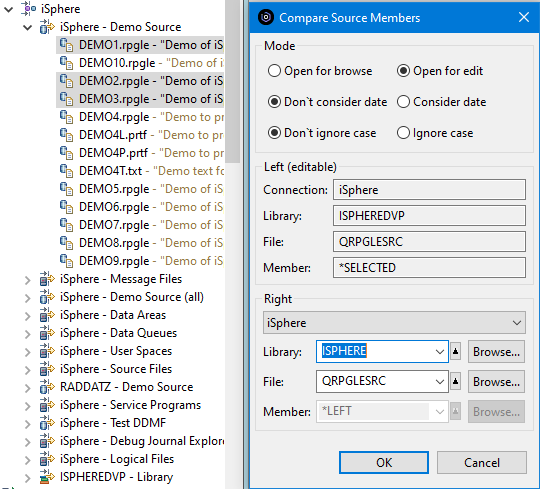 iSphere
iSphere - Demo Source
DEMO1.rpgle - "Demo of iS
DEMO10.rpgle - "Demo of i
DEMO2.rpgle - "Demo of iS
DEMO3.rpgle - "Demo of iS
DEMO4.rpgle - "Demo to pr
DEMO4L.prtf - "Demo to pr
DEMO4P.prtf - "Demo to pr
DEMO4T.txt - "Demo text fo
DEMO5.rpgle - "Demo of iS
DEMO6.rpgle - "Demo of iS
DEMO7.rpgle - "Demo of iS
DEMO8.rpgle - "Demo of iS
DEMO9.rpgle - "Demo of iS
iSphere - Message Files
iSphere - Demo Source (all)
iSphere - Data Areas
iSphere - Data Queues
iSphere - User Spaces
iSphere - Source Files
RADDATZ - Demo Source
iSphere - Service Programs
iSphere - Test DDMF
iSphere - Debug Journal Explore
iSphere - Logical Files
ISPHEREDVP - Library
Compare Source Members
Mode
Open for browse Open for edit
Don`t consider date Consider date
Don`t ignore case Ignore case
Left (editable)
Connection: iSphere
Library: ISPHEREDVP
File: QRPGLESRC
Member: *SELECTED
Right
iSphere
Library: ISPHERE Browse...
File: QRPGLESRC Browse...
Member: *LEFT Browse...
OK Cancel